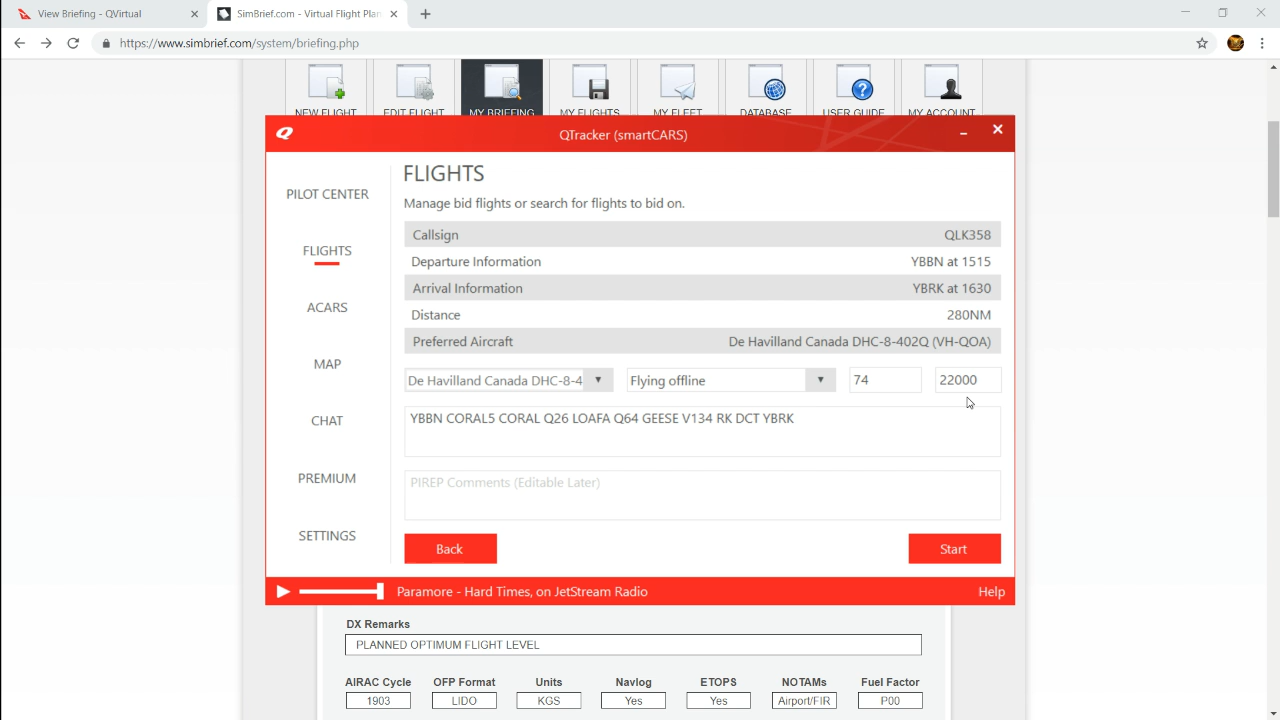 View Briefing - QVirtual
SimBrief.com - Virtual Flight Plan
https://www.simbrief.com/system/briefing.php
NEW FLIGHT EDIT FLIGHT MY BRIEFING MY FLIGHTS MY FLEET DATABASE USER GUIDE MY ACCOUNT
QTracker (smartCARS)
PILOT CENTER
FLIGHTS
ACARS
MAP
CHAT
PREMIUM
SETTINGS
FLIGHTS
Manage bid flights or search for flights to bid on.
Callsign QLK358
Departure Information YBBN at 1515
Arrival Information YBRK at 1630
Distance 280NM
Preferred Aircraft De Havilland Canada DHC-8-402Q (VH-QOA)
De Havilland Canada DHC-8-4 Flying offline 74 22000
YBBN CORAL5 CORAL Q26 LOAFA Q64 GEESE V134 RK DCT YBRK
PIREP Comments (Editable Later)
Back Start
Paramore - Hard Times, on JetStream Radio Help
DX Remarks
PLANNED OPTIMUM FLIGHT LEVEL
AIRAC Cycle OFP Format Units Navlog ETOPS NOTAMs Fuel Factor
1903 LIDO KGS Yes Yes Airport/FIR P00